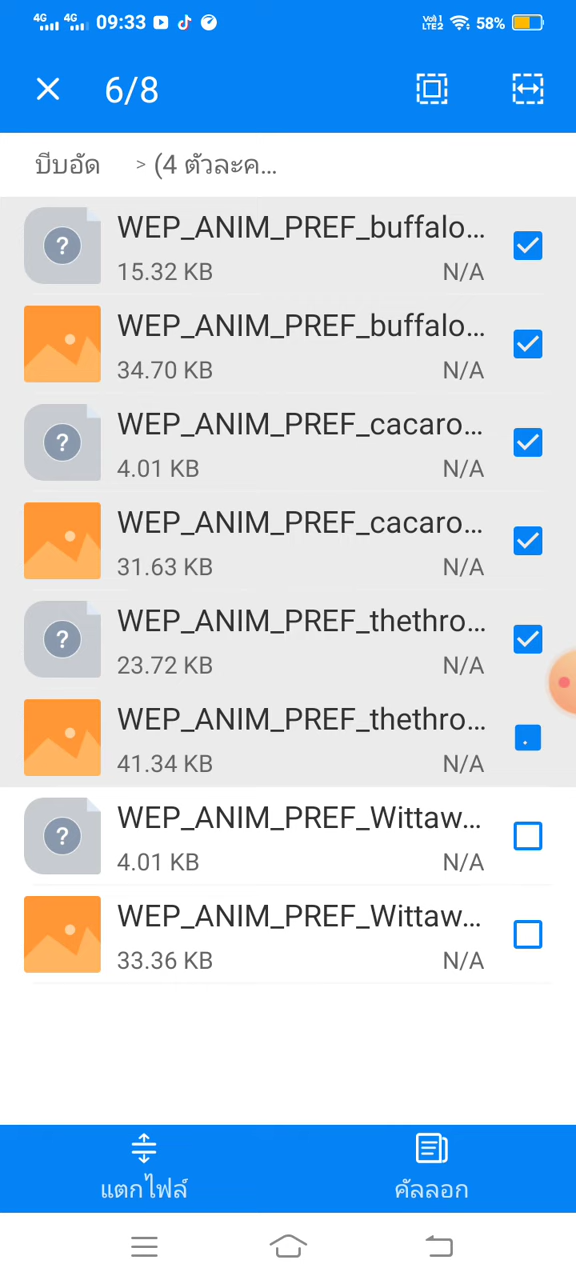 4G 4G 09:33 VoLTE1 LTE2 58%
6/8
บีบอัด > (4 ตัวละค...
WEP_ANIM_PREF_buffalo...
15.32 KB N/A
WEP_ANIM_PREF_buffalo...
34.70 KB N/A
WEP_ANIM_PREF_cacaro...
4.01 KB N/A
WEP_ANIM_PREF_cacaro...
31.63 KB N/A
WEP_ANIM_PREF_thethro...
23.72 KB N/A
WEP_ANIM_PREF_thethro...
41.34 KB N/A
WEP_ANIM_PREF_Wittaw...
4.01 KB N/A
WEP_ANIM_PREF_Wittaw...
33.36 KB N/A
แตกไฟล์ คัลลอก